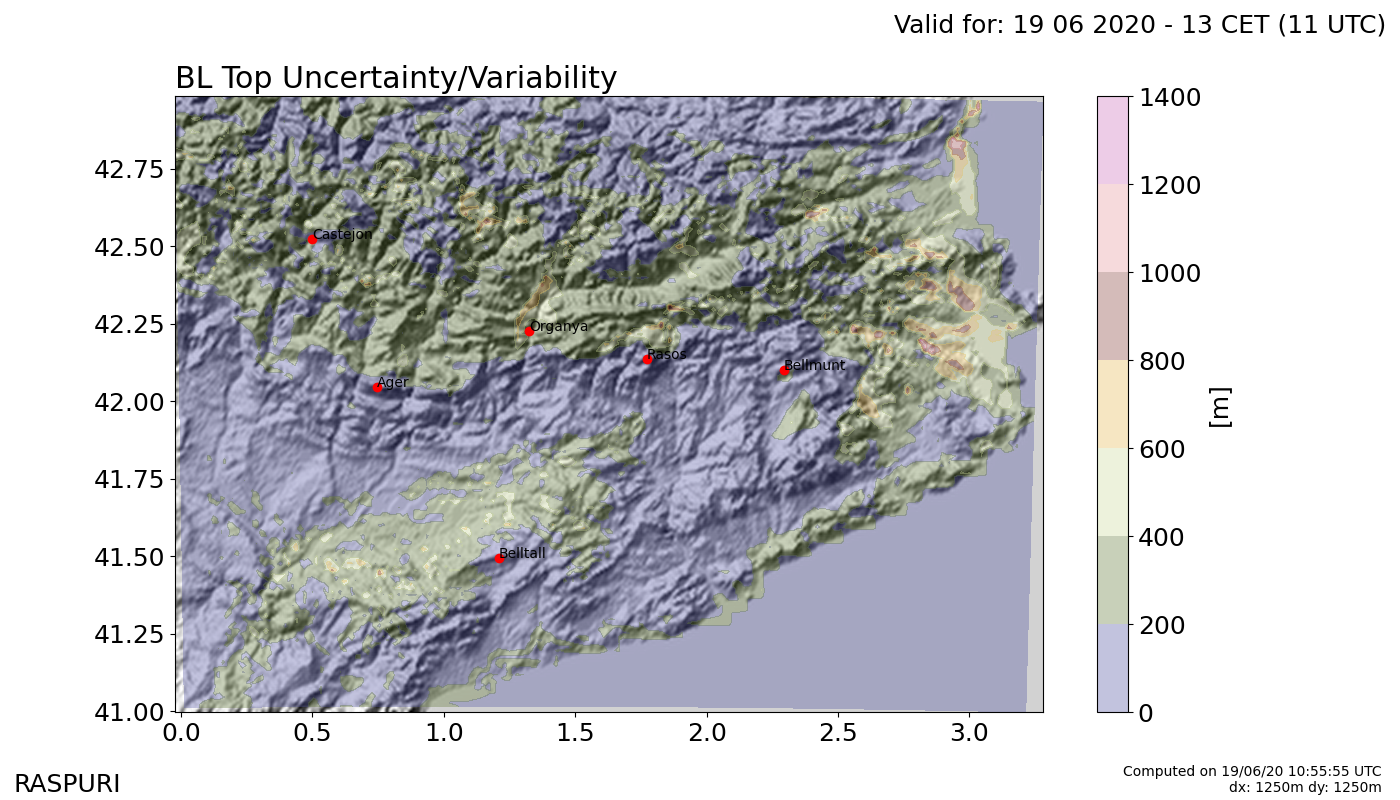 Valid for: 19 06 2020 - 13 CET (11 UTC)
BL Top Uncertainty/Variability
1400
1200
1000
800
600
400
200
0
[m]
42.75
42.50
42.25
42.00
41.75
41.50
41.25
41.00
Castejon
Organya
Rasos
Bellmunt
Ager
Belltall
0.0
0.5
1.0
1.5
2.0
2.5
3.0
RASPURI
Computed on 19/06/20 10:55:55 UTC
dx: 1250m dy: 1250m